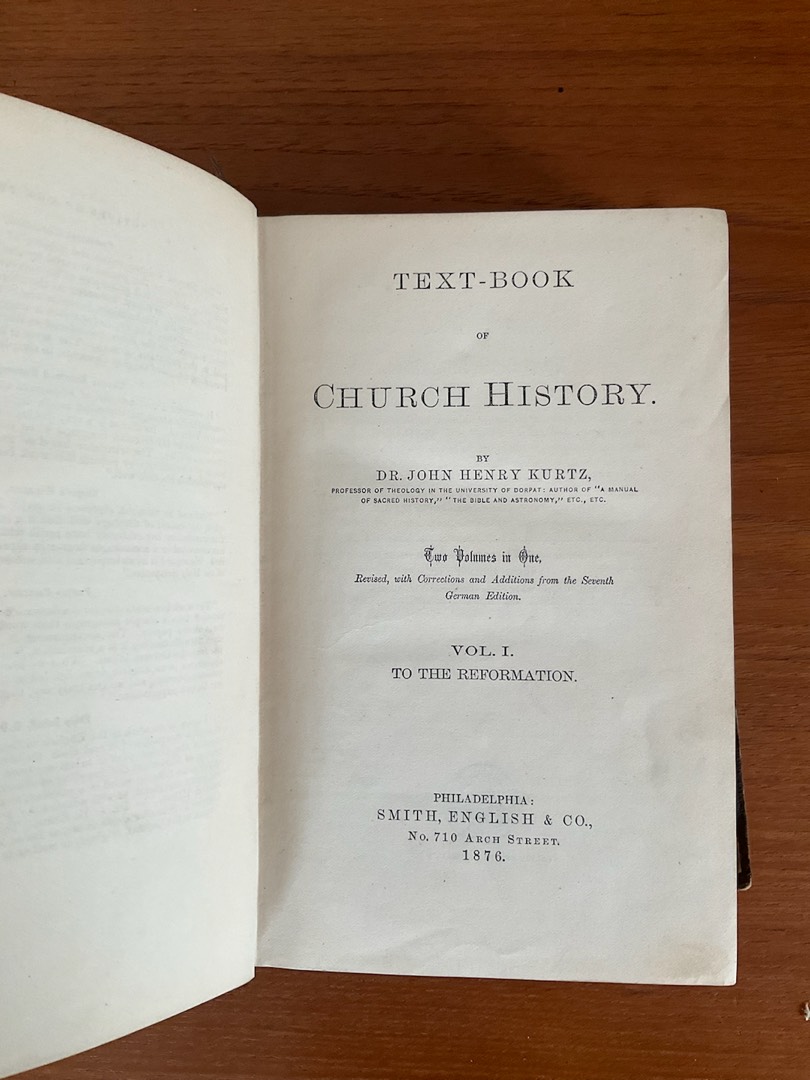 TEXT-BOOK
OF
CHURCH HISTORY.
BY
DR. JOHN HENRY KURTZ,
PROFESSOR OF THEOLOGY IN THE UNIVERSITY OF DORPAT: AUTHOR OF "A MANUAL
OF SACRED HISTORY," "THE BIBLE AND ASTRONOMY," ETC., ETC.
Two Volumes in One,
Revised, with Corrections and Additions from the Seventh
German Edition.
VOL. I.
TO THE REFORMATION.
PHILADELPHIA:
SMITH, ENGLISH & CO.,
No. 710 ARCH STREET.
1876.